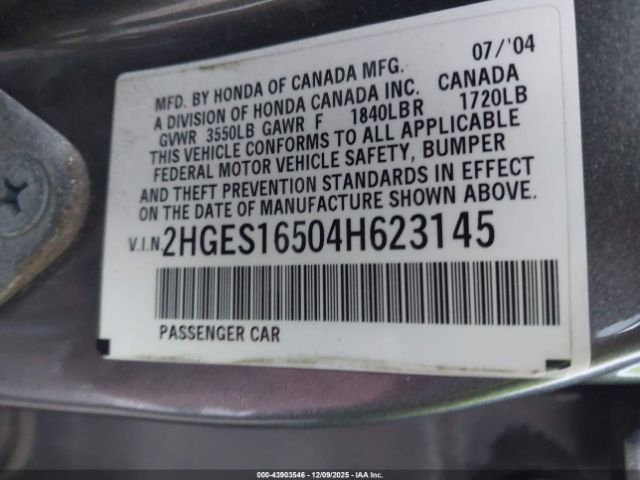 07/'04
MFD. BY HONDA OF CANADA MFG.
A DIVISION OF HONDA CANADA INC. CANADA
GVWR 3550LB GAWR F 1840LBR 1720LB
THIS VEHICLE CONFORMS TO ALL APPLICABLE
FEDERAL MOTOR VEHICLE SAFETY, BUMPER
AND THEFT PREVENTION STANDARDS IN EFFECT
ON THE DATE OF MANUFACTURE SHOWN ABOVE.
V.I.N. 2HGES16504H623145
PASSENGER CAR
000-43903546 | 12/09/2025 | IAA Inc.